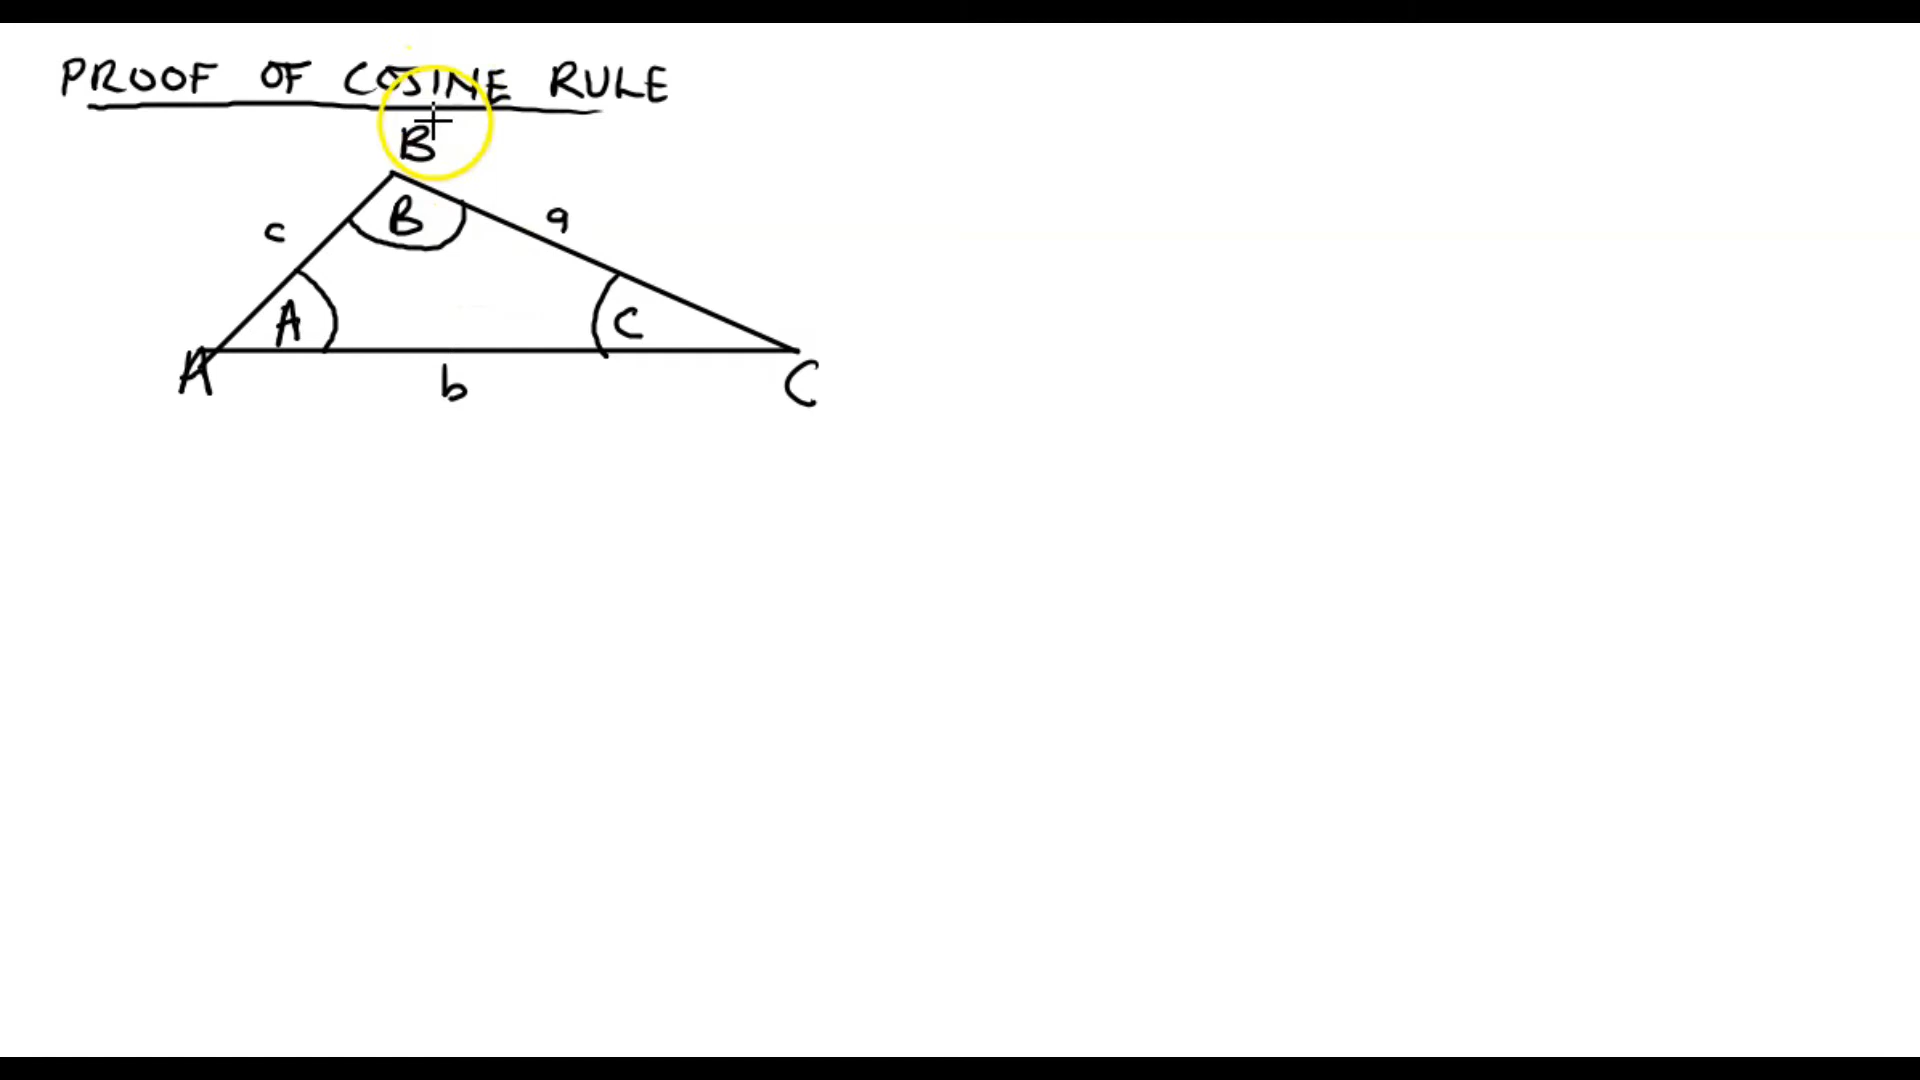 PROOF OF COSINE RULE
B
c B a
A C
A b C